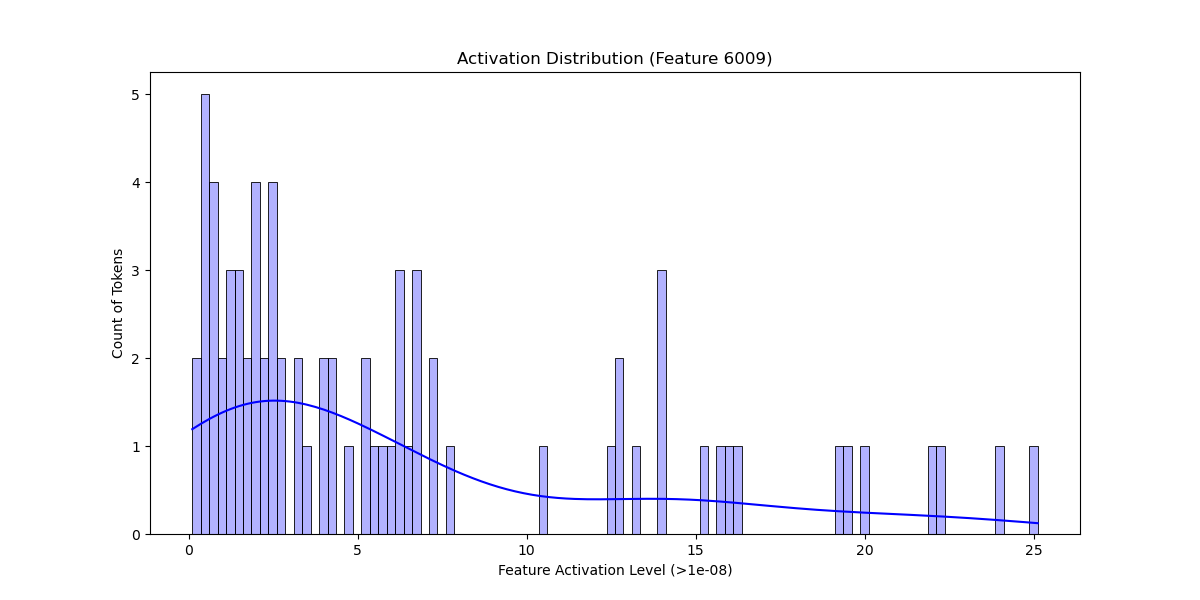 Activation Distribution (Feature 6009)
5
4
3
2
1
0
Count of Tokens
0 5 10 15 20 25
Feature Activation Level (>1e-08)